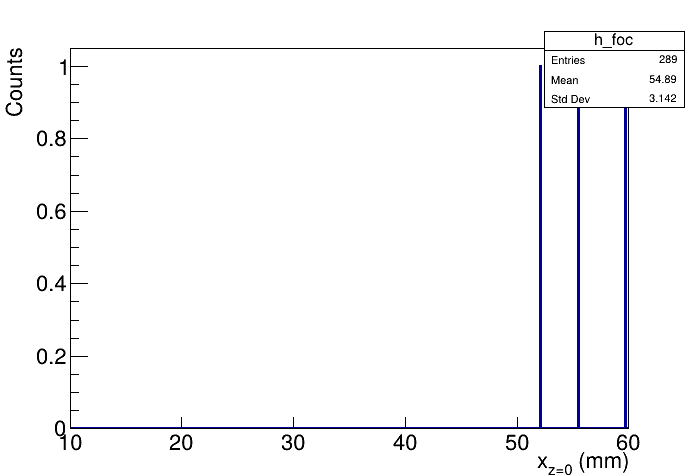 h_foc
Entries 289
Mean 54.89
Std Dev 3.142
Counts
1
0.8
0.6
0.4
0.2
0
10 20 30 40 50 60
x_{z=0} (mm)